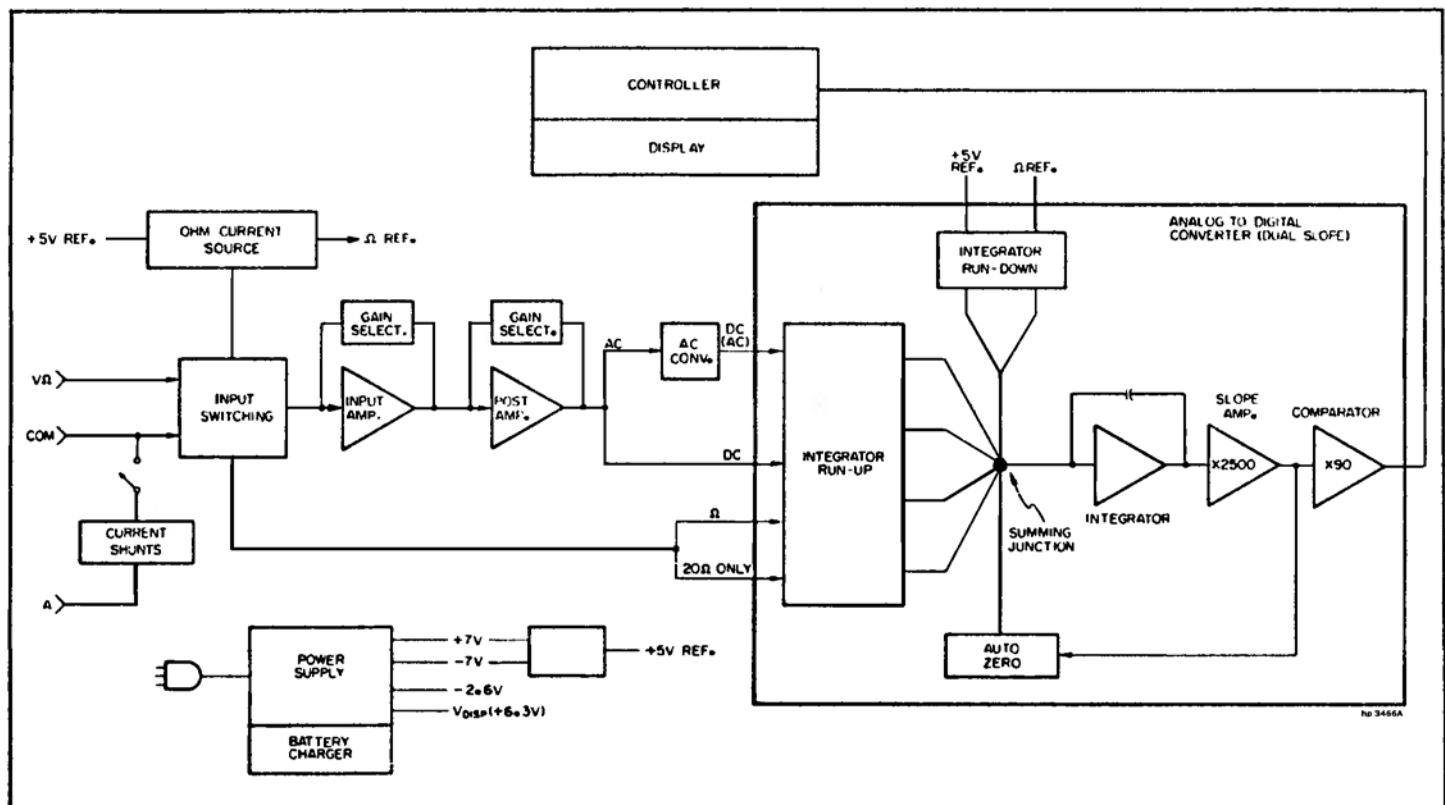 CONTROLLER
DISPLAY
+5V
REF.
Ω REF.
ANALOG TO DIGITAL
CONVERTER (DUAL SLOPE)
+5V REF.
OHM CURRENT
SOURCE
Ω REF.
INTEGRATOR
RUN-DOWN
GAIN
SELECT.
GAIN
SELECT.
AC
AC
CONV.
DC
(AC)
VΩ
INPUT
SWITCHING
INPUT
AMP.
POST
AMP.
SLOPE
AMP.
COMPARATOR
COM
DC
INTEGRATOR
RUN-UP
X2500
X90
INTEGRATOR
Ω
SUMMING
JUNCTION
CURRENT
SHUNTS
20Ω ONLY
A
POWER
SUPPLY
+7V
-7V
+5V REF.
-2.6V
VDISP(+6.3V)
BATTERY
CHARGER
AUTO
ZERO
hp 3466A